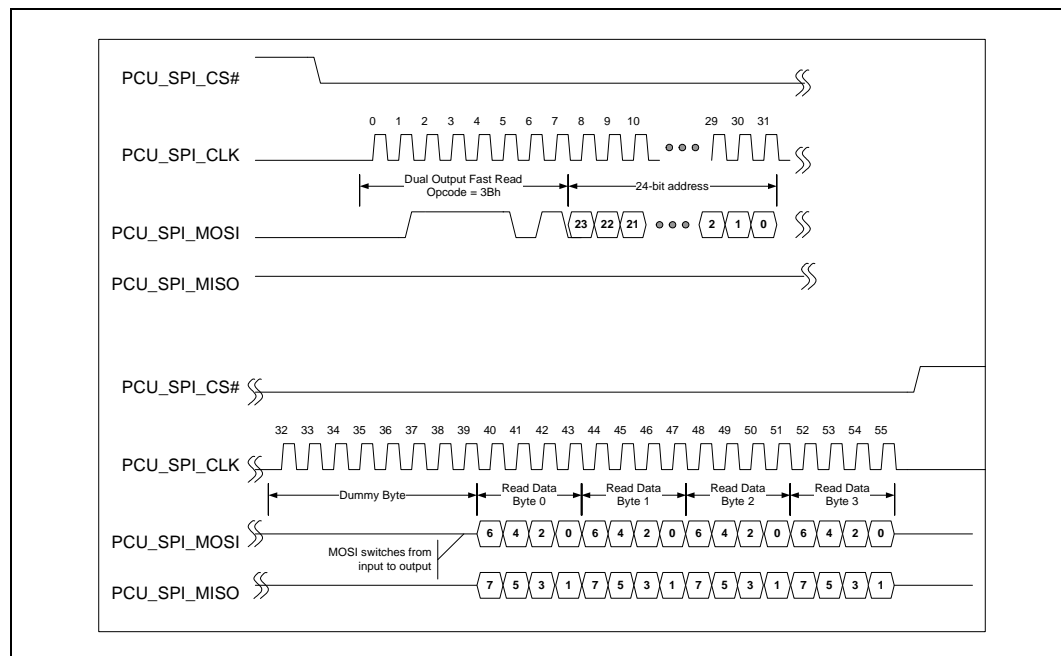 PCU_SPI_CS#
0 1 2 3 4 5 6 7 8 9 10 29 30 31
PCU_SPI_CLK
Dual Output Fast Read
Opcode = 3Bh
24-bit address
PCU_SPI_MOSI
23 22 21 2 1 0
PCU_SPI_MISO
PCU_SPI_CS#
32 33 34 35 36 37 38 39 40 41 42 43 44 45 46 47 48 49 50 51 52 53 54 55
PCU_SPI_CLK
Dummy Byte
Read Data
Byte 0
Read Data
Byte 1
Read Data
Byte 2
Read Data
Byte 3
PCU_SPI_MOSI
6 4 2 0 6 4 2 0 6 4 2 0 6 4 2 0
MOSI switches from
input to output
PCU_SPI_MISO
7 5 3 1 7 5 3 1 7 5 3 1 7 5 3 1